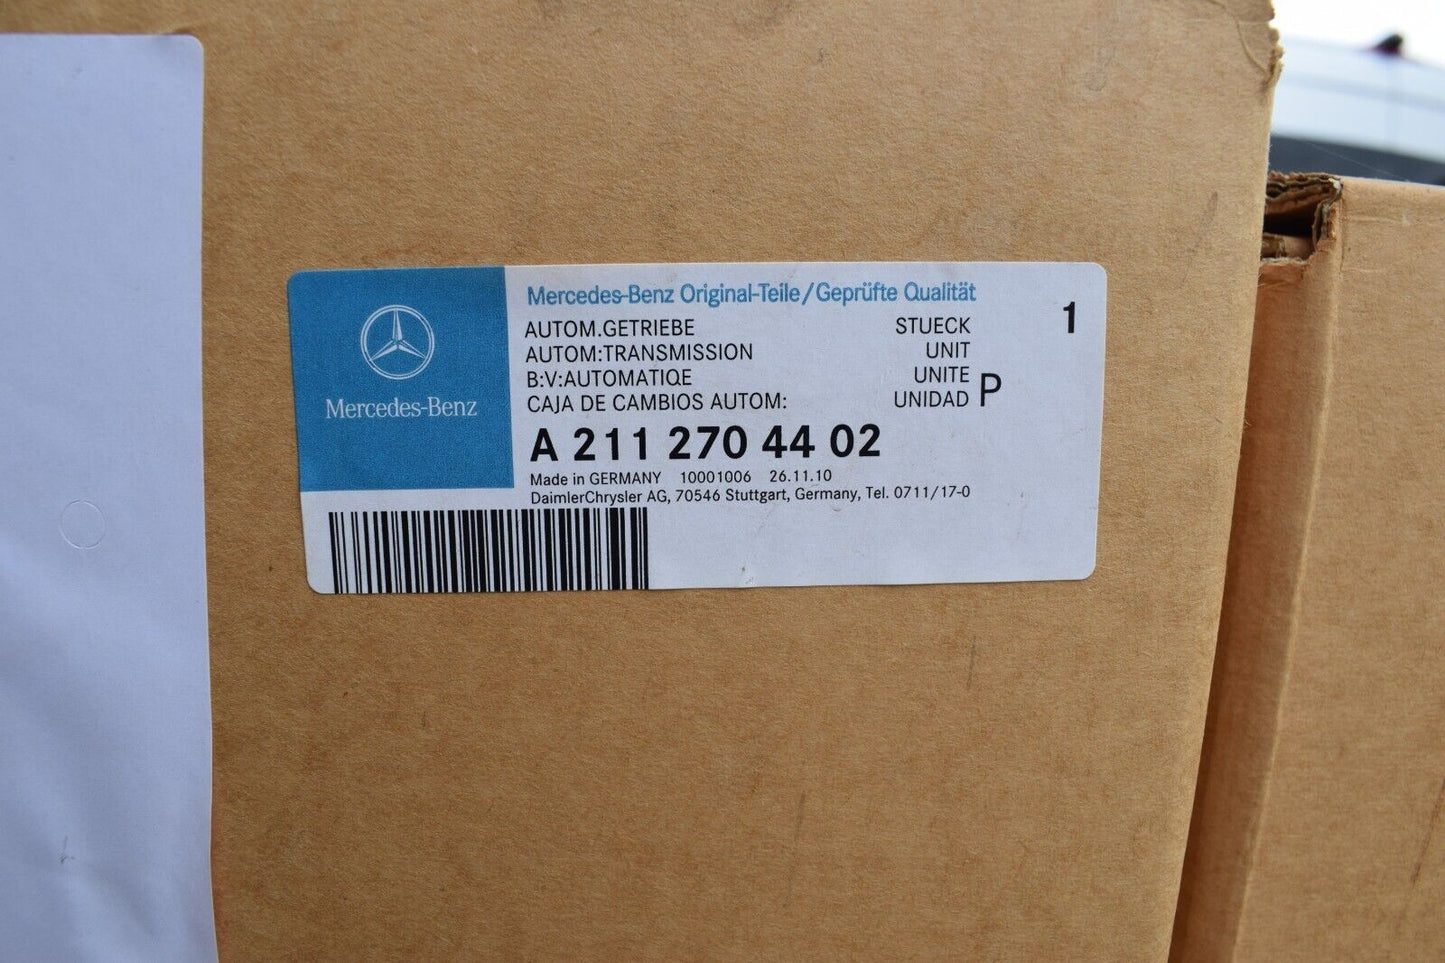 Mercedes-Benz
Mercedes-Benz Original-Teile/Geprüfte Qualität
AUTOM.GETRIEBE STUECK 1
AUTOM:TRANSMISSION UNIT
B:V:AUTOMATIQE UNITE
CAJA DE CAMBIOS AUTOM: UNIDAD P
A 211 270 44 02
Made in GERMANY 10001006 26.11.10
DaimlerChrysler AG, 70546 Stuttgart, Germany, Tel. 0711/17-0